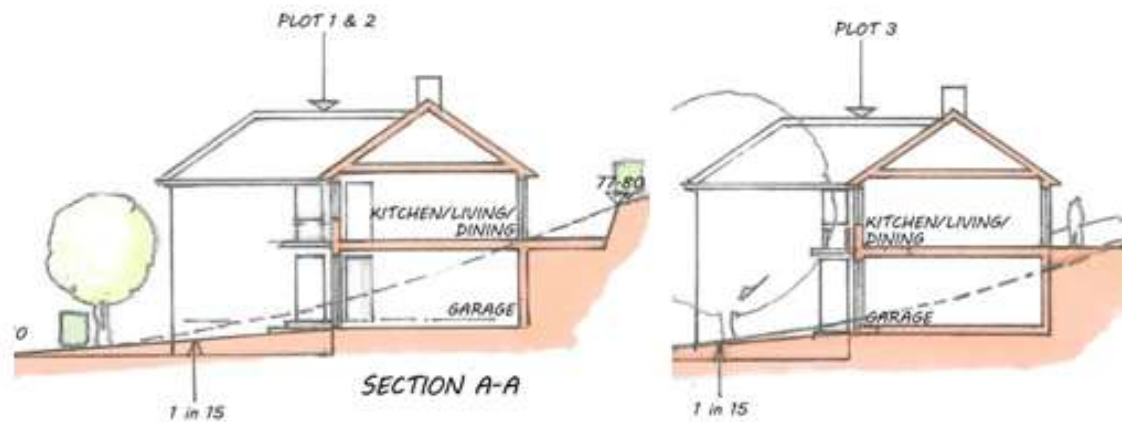 PLOT 1 & 2
77-80
KITCHEN/LIVING/
DINING
GARAGE
0
SECTION A-A
1 in 15
PLOT 3
KITCHEN/LIVING/
DINING
GARAGE
1 in 15